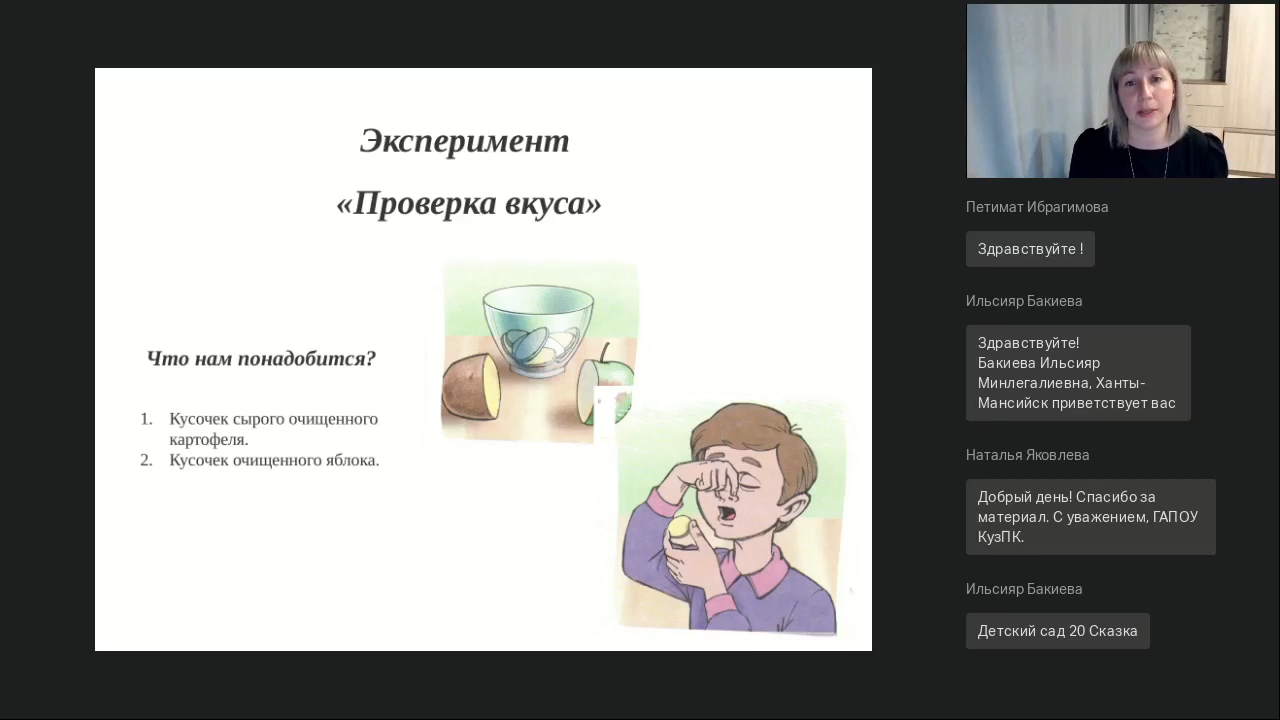 Эксперимент
«Проверка вкуса»
Что нам понадобится?
1. Кусочек сырого очищенного
картофеля.
2. Кусочек очищенного яблока.
Петимат Ибрагимова
Здравствуйте !
Ильсияр Бакиева
Здравствуйте!
Бакиева Ильсияр
Минлегалиевна, Ханты-
Мансийск приветствует вас
Наталья Яковлева
Добрый день! Спасибо за
материал. С уважением, ГАПОУ
КузПК.
Ильсияр Бакиева
Детский сад 20 Сказка